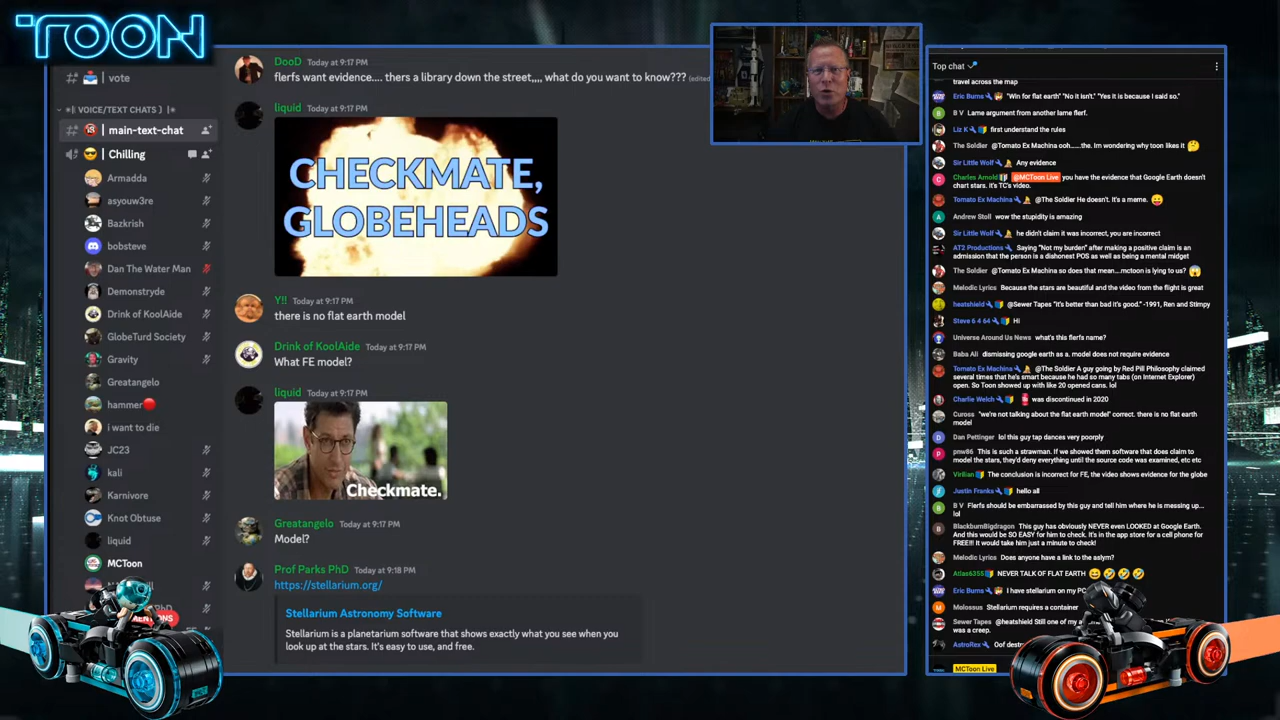 TOON
# vote
VOICE/TEXT CHATS
# main-text-chat
Chilling
Armadda
asyouw3re
Bazkrish
bobsteve
Dan The Water Man
Demonstryde
Drink of KoolAide
GlobeTurd Society
Gravity
Greatangelo
hammer
i want to die
JC23
kali
Karnivore
Knot Obtuse
liquid
MCToon
DooD Today at 9:17 PM
flerfs want evidence.... thers a library down the street,,,, what do you want to know??? (edited
liquid Today at 9:17 PM
CHECKMATE,
GLOBEHEADS
Y!! Today at 9:17 PM
there is no flat earth model
Drink of KoolAide Today at 9:17 PM
What FE model?
liquid Today at 9:17 PM
Checkmate.
Greatangelo Today at 9:17 PM
Model?
Prof Parks PhD Today at 9:18 PM
https://stellarium.org/
Stellarium Astronomy Software
Stellarium is a planetarium software that shows exactly what you see when you
look up at the stars. It's easy to use, and free.
Top chat
travel across the map
Eric Burns "Win for flat earth" "No it isn't." "Yes it is because I said so."
B V Lame argument from another lame flerf.
Liz K first understand the rules
The Soldier @Tomato Ex Machina ooh......the. Im wondering why toon likes it
Sir Little Wolf Any evidence
Charles Arnold @MCToon Live you have the evidence that Google Earth doesn't
chart stars. it's TC's video.
Tomato Ex Machina @The Soldier He doesn't. It's a meme.
Andrew Stoll wow the stupidity is amazing
Sir Little Wolf he didn't claim it was incorrect, you are incorrect
AT2 Productions Saying "Not my burden" after making a positive claim is an
admission that the person is a dishonest POS as well as being a mental midget
The Soldier @Tomato Ex Machina so does that mean....mctoon is lying to us?
Melodic Lyrics Because the stars are beautiful and the video from the flight is great
heatshield @Sewer Tapes "it's better than bad it's good." -1991, Ren and Stimpy
Steve 6 4 64 Hi
Universe Around Us News what's this flerfs name?
Baba Ali dismissing google earth as a. model does not require evidence
Tomato Ex Machina @The Soldier A guy going by Red Pill Philosophy claimed
several times that he's smart because he had so many tabs (on Internet Explorer)
open. So Toon showed up with like 20 opened cans. lol
Charlie Welch was discontinued in 2020
Cuross "we're not talking about the flat earth model" correct. there is no flat earth
model
Dan Pettinger lol this guy tap dances very poorply
pnw86 This is such a strawman. If we showed them software that does claim to
model the stars, they'd deny everything until the source code was examined, etc etc
Virilian The conclusion is incorrect for FE, the video shows evidence for the globe
Justin Franks hello all
B V Flerfs should be embarrassed by this guy and tell him where he is messing up...
lol
BlackburnBigdragon This guy has obviously NEVER even LOOKED at Google Earth.
And this would be SO EASY for him to check. It's in the app store for a cell phone for
FREE!!! It would take him just a minute to check!
Melodic Lyrics Does anyone have a link to the aslym?
Atlas6355 NEVER TALK OF FLAT EARTH
Eric Burns I have stellarium on my PC
Molossus Stellarium requires a container
Sewer Tapes @heatshield Still one of my
was a creep.
AstroRex Oof
MCToon Live